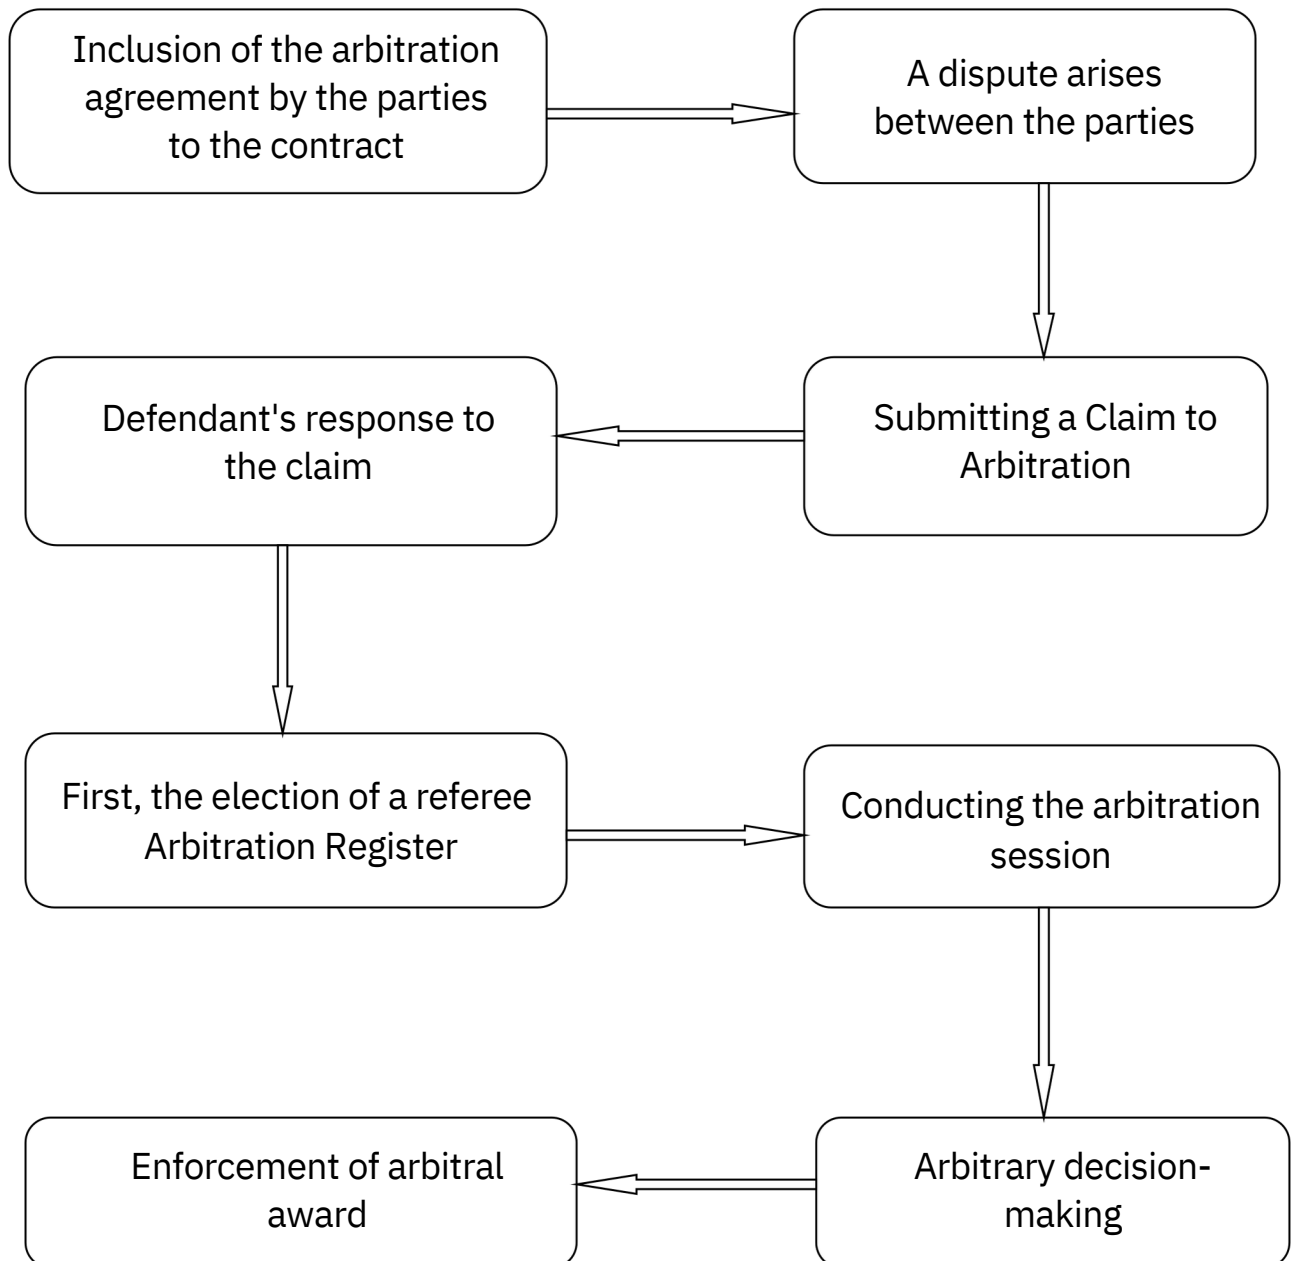 Inclusion of the arbitration
agreement by the parties
to the contract
A dispute arises
between the parties
Submitting a Claim to
Arbitration
Defendant's response to
the claim
First, the election of a referee
Arbitration Register
Conducting the arbitration
session
Arbitrary decision-
making
Enforcement of arbitral
award